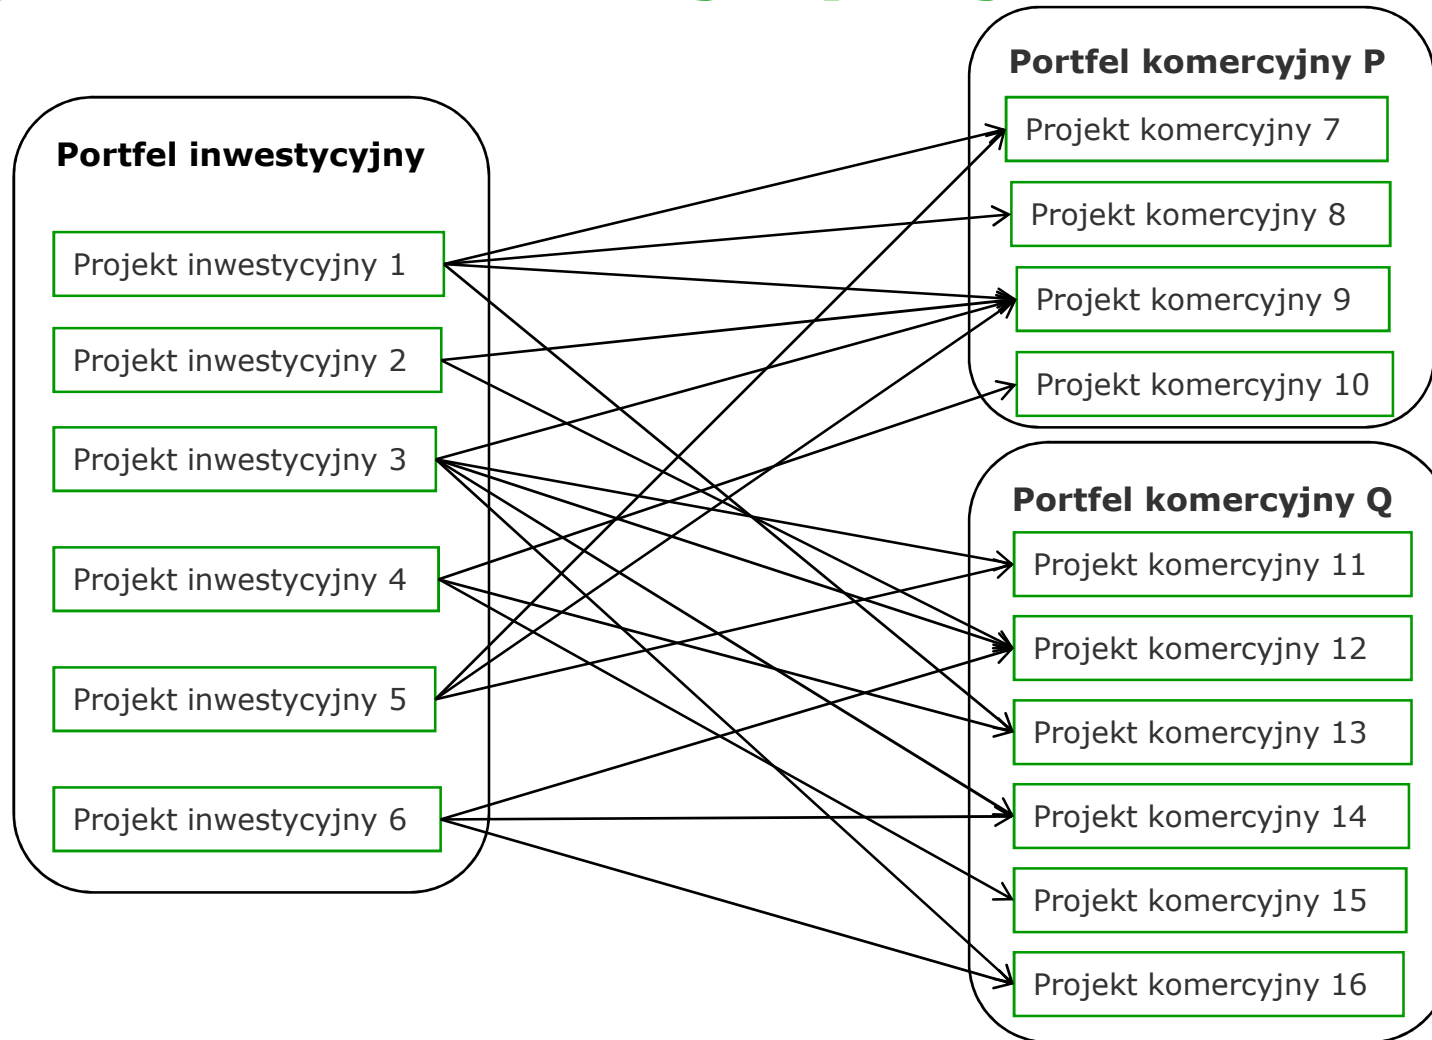 Portfel inwestycyjny
Projekt inwestycyjny 1
Projekt inwestycyjny 2
Projekt inwestycyjny 3
Projekt inwestycyjny 4
Projekt inwestycyjny 5
Projekt inwestycyjny 6
Portfel komercyjny P
Projekt komercyjny 7
Projekt komercyjny 8
Projekt komercyjny 9
Projekt komercyjny 10
Portfel komercyjny Q
Projekt komercyjny 11
Projekt komercyjny 12
Projekt komercyjny 13
Projekt komercyjny 14
Projekt komercyjny 15
Projekt komercyjny 16